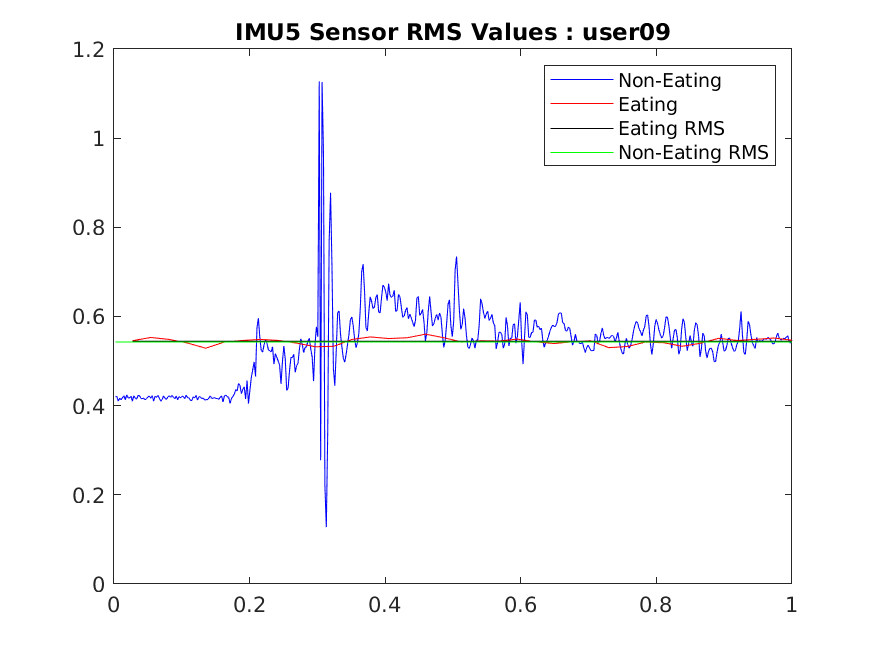 IMU5 Sensor RMS Values : user09
1.2
1
0.8
0.6
0.4
0.2
0
Non-Eating
Eating
Eating RMS
Non-Eating RMS
0 0.2 0.4 0.6 0.8 1